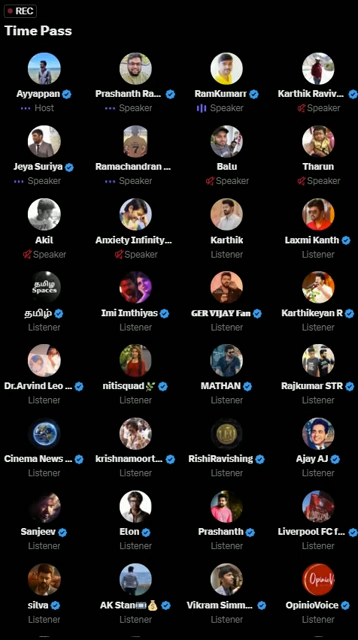 REC
Time Pass
Ayyappan Prashanth Ra... RamKumarr Karthik Raviv...
Host Speaker Speaker Speaker
Jeya Suriya Ramachandran ... Balu Tharun
Speaker Speaker Speaker Speaker
Akil Anxiety Infinity... Karthik Laxmi Kanth
Speaker Speaker Listener Listener
தமிழ்
Spaces
தமிழ் Imi Imthiyas GER VIJAY Fan Karthikeyan R
Listener Listener Listener Listener
Dr.Arvind Leo ... nitisquad🌿 MATHAN Rajkumar STR
Listener Listener Listener Listener
Cinema News ... krishnamoort... RishiRavishing Ajay AJ
Listener Listener Listener Listener
Sanjeev Elon Prashanth Liverpool FC f...
Listener Listener Listener Listener
Opinio
silva AK Stan🎟💰 Vikram Simm... OpinioVoice
Listener Listener Listener Listener